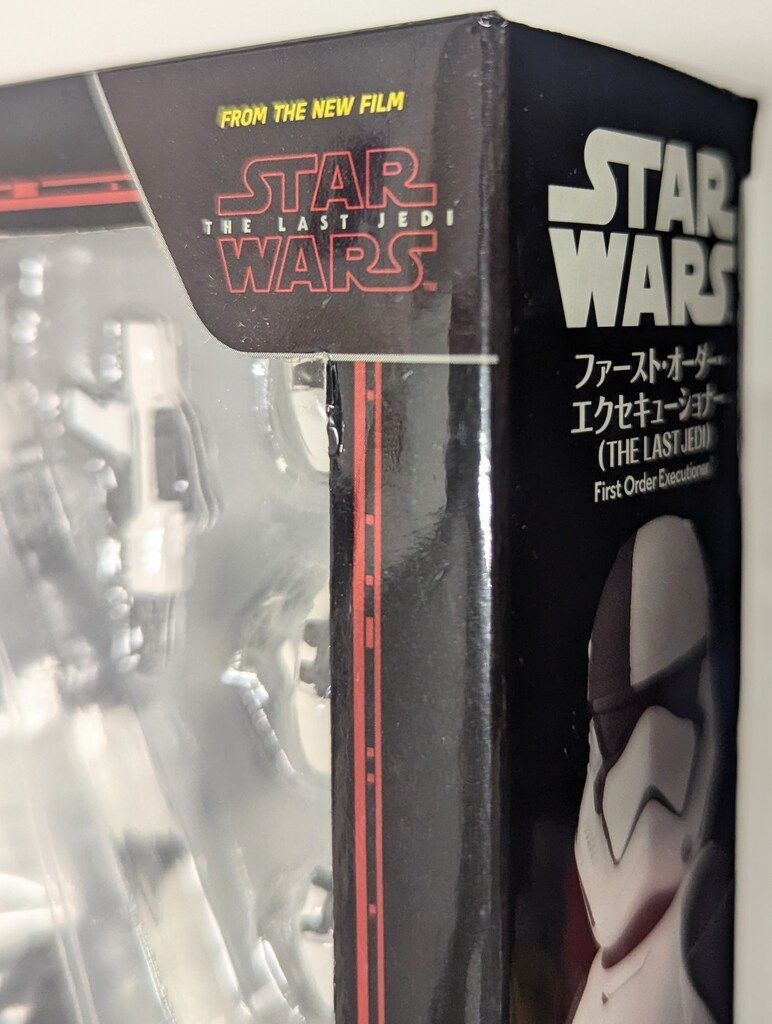 FROM THE NEW FILM
STAR
THE LAST JEDI
WARS
STAR
WARS
ファースト・オーダー
エクセキューショナー
(THE LAST JEDI)
First Order Executioner